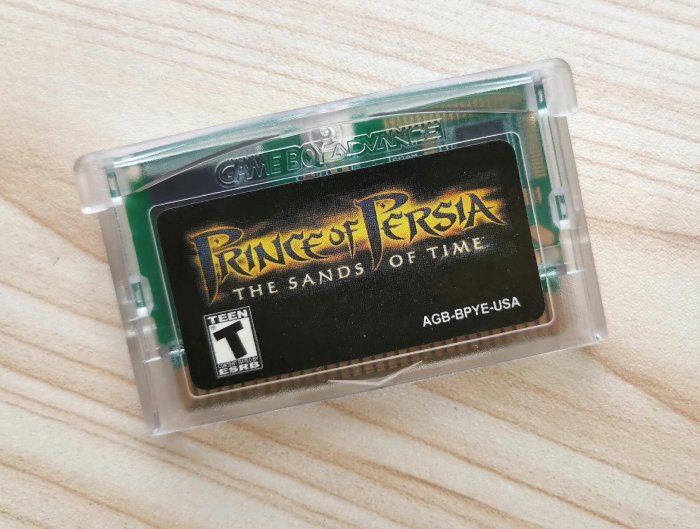 GAME BOY ADVANCE
PRINCE OF PERSIA
THE SANDS OF TIME
TEEN
T
ESRB
AGB-BPYE-USA